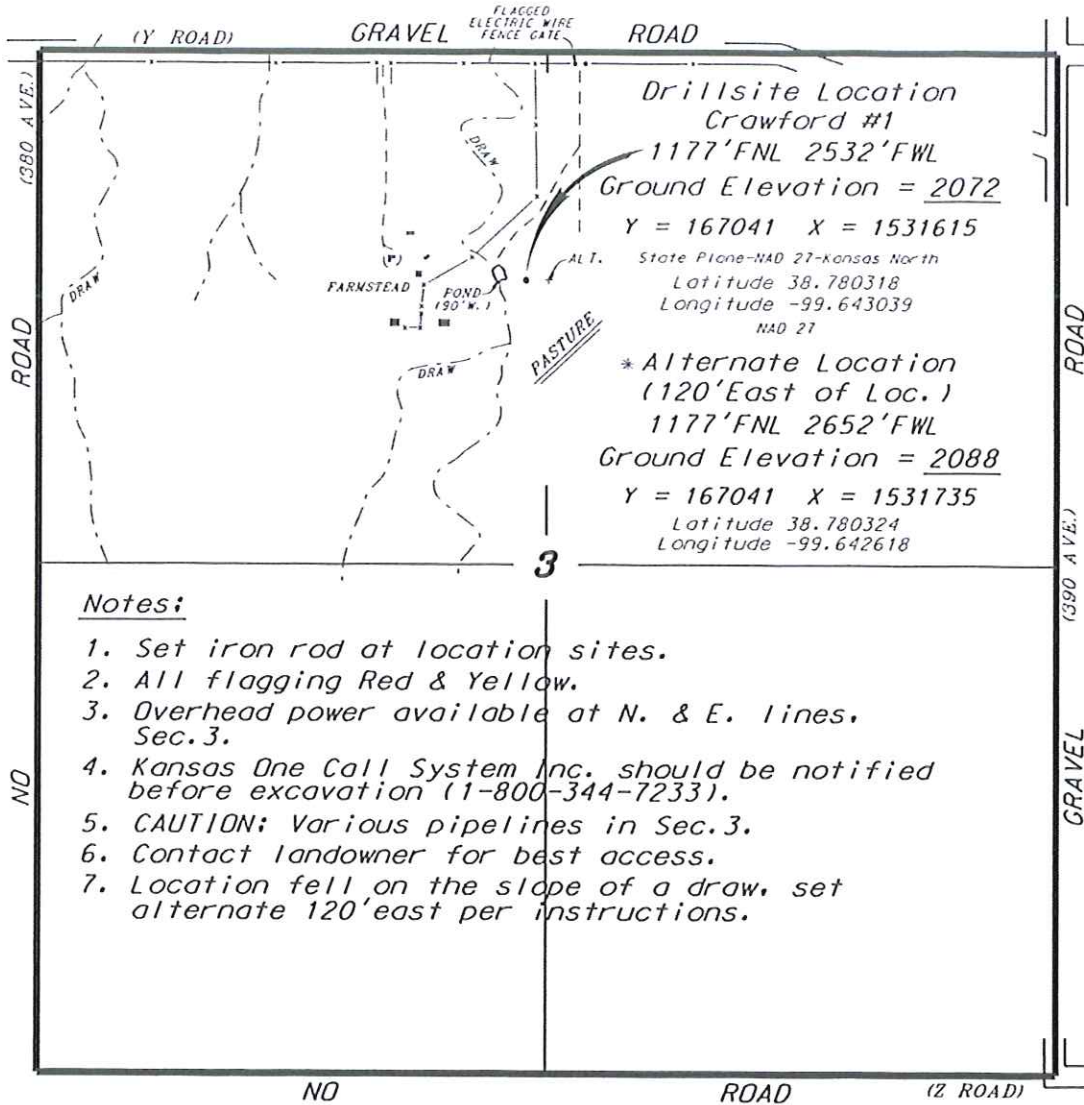 FLAGGED
ELECTRIC WIRE
FENCE GATE
(Y ROAD) GRAVEL ROAD
(380 AVE.)
Drillsite Location
Crawford #1
1177'FNL 2532'FWL
Ground Elevation = 2072
Y = 167041 X = 1531615
State Plane-NAD 27-Kansas North
Latitude 38.780318
Longitude -99.643039
NAD 27
DRAW
ALT.
FARMSTEAD
POND
(90'W.)
DRAW
PASTURE
DRAW
* Alternate Location
(120'East of Loc.)
1177'FNL 2652'FWL
Ground Elevation = 2088
Y = 167041 X = 1531735
Latitude 38.780324
Longitude -99.642618
ROAD
ROAD
(390 AVE.)
3
Notes:
1. Set iron rod at location sites.
2. All flagging Red & Yellow.
3. Overhead power available at N. & E. lines,
Sec.3.
4. Kansas One Call System Inc. should be notified
before excavation (1-800-344-7233).
5. CAUTION: Various pipelines in Sec.3.
6. Contact landowner for best access.
7. Location fell on the slope of a draw, set
alternate 120'east per instructions.
NO
GRAVEL
NO ROAD (Z ROAD)